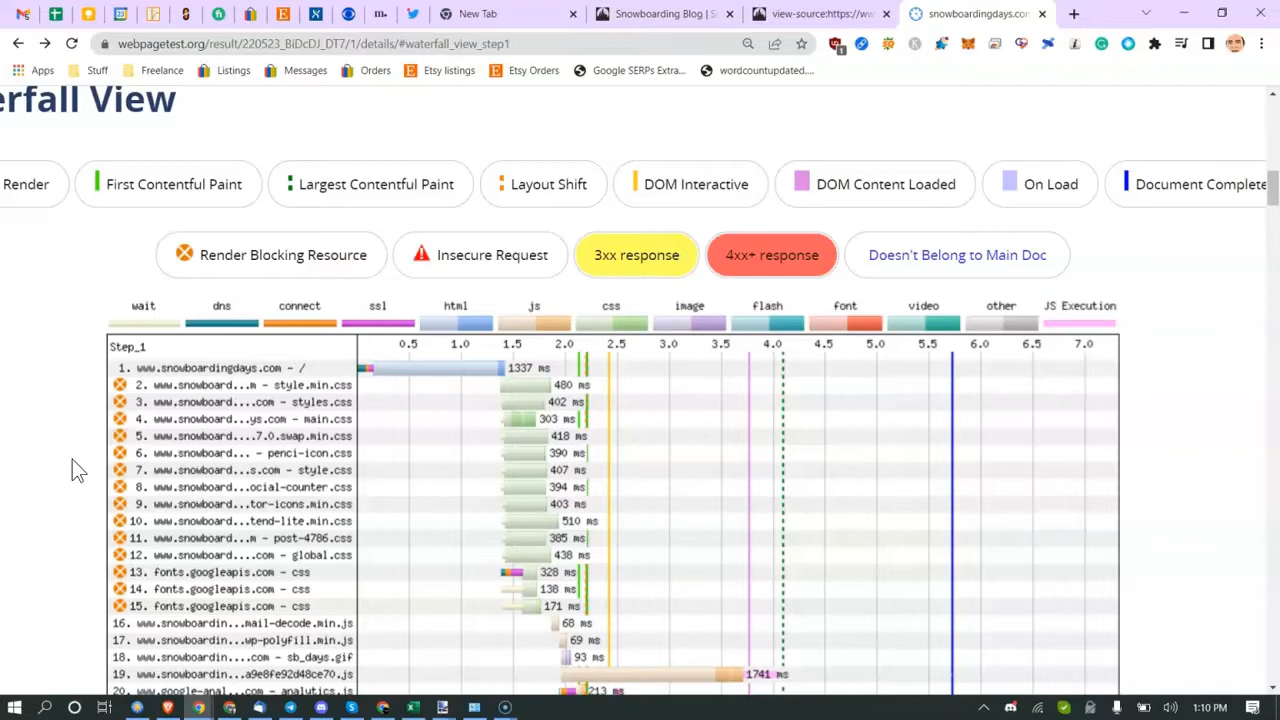 New Tab
Snowboarding Blog | S
view-source:https://ww
snowboardingdays.co
webpagetest.org/result/220523_BiDcDJ_DT7/1/details/#waterfall_view_step1
Apps
Stuff
Freelance
Listings
Messages
Orders
Etsy listings
Etsy Orders
Google SERPs Extra...
wordcountupdated....
erfall View
Render
First Contentful Paint
Largest Contentful Paint
Layout Shift
DOM Interactive
DOM Content Loaded
On Load
Document Complete
Render Blocking Resource
Insecure Request
3xx response
4xx+ response
Doesn't Belong to Main Doc
wait dns connect ssl html js css image flash font video other JS Execution
Step_1
0.5 1.0 1.5 2.0 2.5 3.0 3.5 4.0 4.5 5.0 5.5 6.0 6.5 7.0
1. www.snowboardingdays.com - / 1337 ms
2. www.snowboard...m - style.min.css 480 ms
3. www.snowboard....com - styles.css 402 ms
4. www.snowboard...ys.com - main.css 303 ms
5. www.snowboard....7.0.swap.min.css 418 ms
6. www.snowboard... - penci-icon.css 390 ms
7. www.snowboard...s.com - style.css 407 ms
8. www.snowboard...ocial-counter.css 394 ms
9. www.snowboard...tor-icons.min.css 403 ms
10. www.snowboard...tend-lite.min.css 510 ms
11. www.snowboard...m - post-4786.css 385 ms
12. www.snowboard....com - global.css 438 ms
13. fonts.googleapis.com - css 328 ms
14. fonts.googleapis.com - css 138 ms
15. fonts.googleapis.com - css 171 ms
16. www.snowboardin...mail-decode.min.js 68 ms
17. www.snowboardin...wp-polyfill.min.js 69 ms
18. www.snowboardin....com - sb_days.gif 93 ms
19. www.snowboardin...a9e8fe92d48ce70.js 1741 ms
20. www.google-anal...com - analytics.js 213 ms
1:10 PM